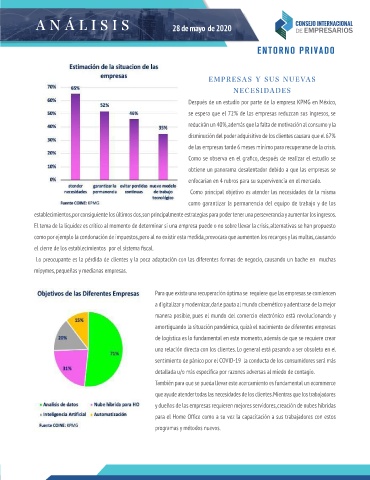 ANÁLISIS
28 de mayo de 2020
CONSEJO INTERNACIONAL
DE EMPRESARIOS
ENTORNO PRIVADO
Estimación de la situacion de las
empresas
70%
60%
50%
40%
30%
20%
10%
0%
65%
52%
46%
35%
atender necesidades
garantizar la permanencia
evitar perdidas continuas
nuevo modelo de trabajo tecnologico
Fuente COINE: KPMG
EMPRESAS Y SUS NUEVAS
NECESIDADES
Después de un estudio por parte de la empresa KPMG en México,
se espera que el 72% de las empresas reduzcan sus ingresos, se
reducirán un 40%, además que la falta de motivación al consumo y la
disminución del poder adquisitivo de los clientes causara que el 67%
de las empresas tarde 6 meses mínimo para recuperarse de la crisis.
Como se observa en el grafico, después de realizar el estudio se
obtiene un panorama desalentador debido a que las empresas se
enfocarían en 4 rubros para su supervivencia en el mercado.
Como principal objetivo es atender las necesidades de la misma
como garantizar la permanencia del equipo de trabajo y de los
establecimientos, por consiguiente los últimos dos, son principalmente estrategias para poder tener una perseverancia y aumentar los ingresos.
El tema de la liquidez es crítico al momento de determinar si una empresa puede o no sobre llevar la crisis, alternativas se han propuesto
como por ejemplo la condonación de impuestos, pero al no existir esta medida, provocara que aumenten los recargos y las multas, causando
el cierre de los establecimientos por el sistema fiscal.
Lo preocupante es la pérdida de clientes y la poca adaptación con las diferentes formas de negocio, causando un bache en muchas
mipymes, pequeñas y medianas empresas.
Objetivos de las Diferentes Empresas
15%
20%
31%
71%
Analisis de datos
Nube hibrida para HO
Inteligencia Artificial
Automatización
Fuente COINE: KPMG
Para que exista una recuperación optima se requiere que las empresas se comiencen
a digitalizar y modernizar, darle pauta al mundo cibernético y adentrarse de la mejor
manera posible, pues el mundo del comercio electrónico está revolucionando y
amortiguando la situación pandémica, quizá el nacimiento de diferentes empresas
de logística es lo fundamental en este momento, además de que se requiere crear
una relación directa con los clientes. Lo general está pasando a ser obsoleto en el
sentimiento de pánico por el COVID-19 la conducta de los consumidores será más
detallada u/o más específica por razones adversas al miedo de contagio.
También para que se pueda llevar este acercamiento es fundamental un ecommerce
que ayude atender todas las necesidades de los clientes. Mientras que los trabajadores
y dueños de las empresas requieren mejores servidores, creación de nubes hibridas
para el Home Office como a su vez la capacitación a sus trabajadores con estos
programas y métodos nuevos.